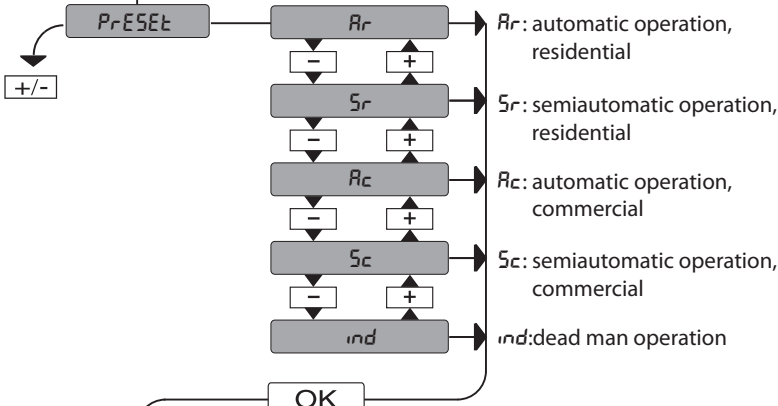 PrESEt
Ar
Ar: automatic operation,
residential
+/-
-
+
Sr
Sr: semiautomatic operation,
residential
-
+
Ac
Ac: automatic operation,
commercial
-
+
Sc
Sc: semiautomatic operation,
commercial
-
+
ind
ind:dead man operation
OK